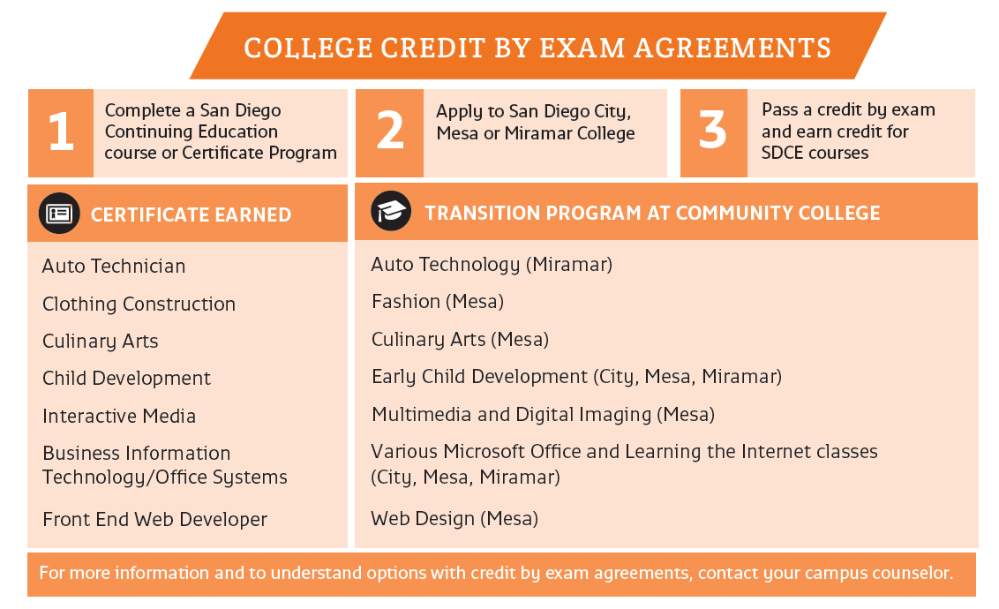 COLLEGE CREDIT BY EXAM AGREEMENTS
1
Complete a San Diego
Continuing Education
course or Certificate Program
2
Apply to San Diego City,
Mesa or Miramar College
3
Pass a credit by exam
and earn credit for
SDCE courses
CERTIFICATE EARNED
TRANSITION PROGRAM AT COMMUNITY COLLEGE
Auto Technician
Auto Technology (Miramar)
Clothing Construction
Fashion (Mesa)
Culinary Arts
Culinary Arts (Mesa)
Child Development
Early Child Development (City, Mesa, Miramar)
Interactive Media
Multimedia and Digital Imaging (Mesa)
Business Information
Technology/Office Systems
Various Microsoft Office and Learning the Internet classes
(City, Mesa, Miramar)
Front End Web Developer
Web Design (Mesa)
For more information and to understand options with credit by exam agreements, contact your campus counselor.